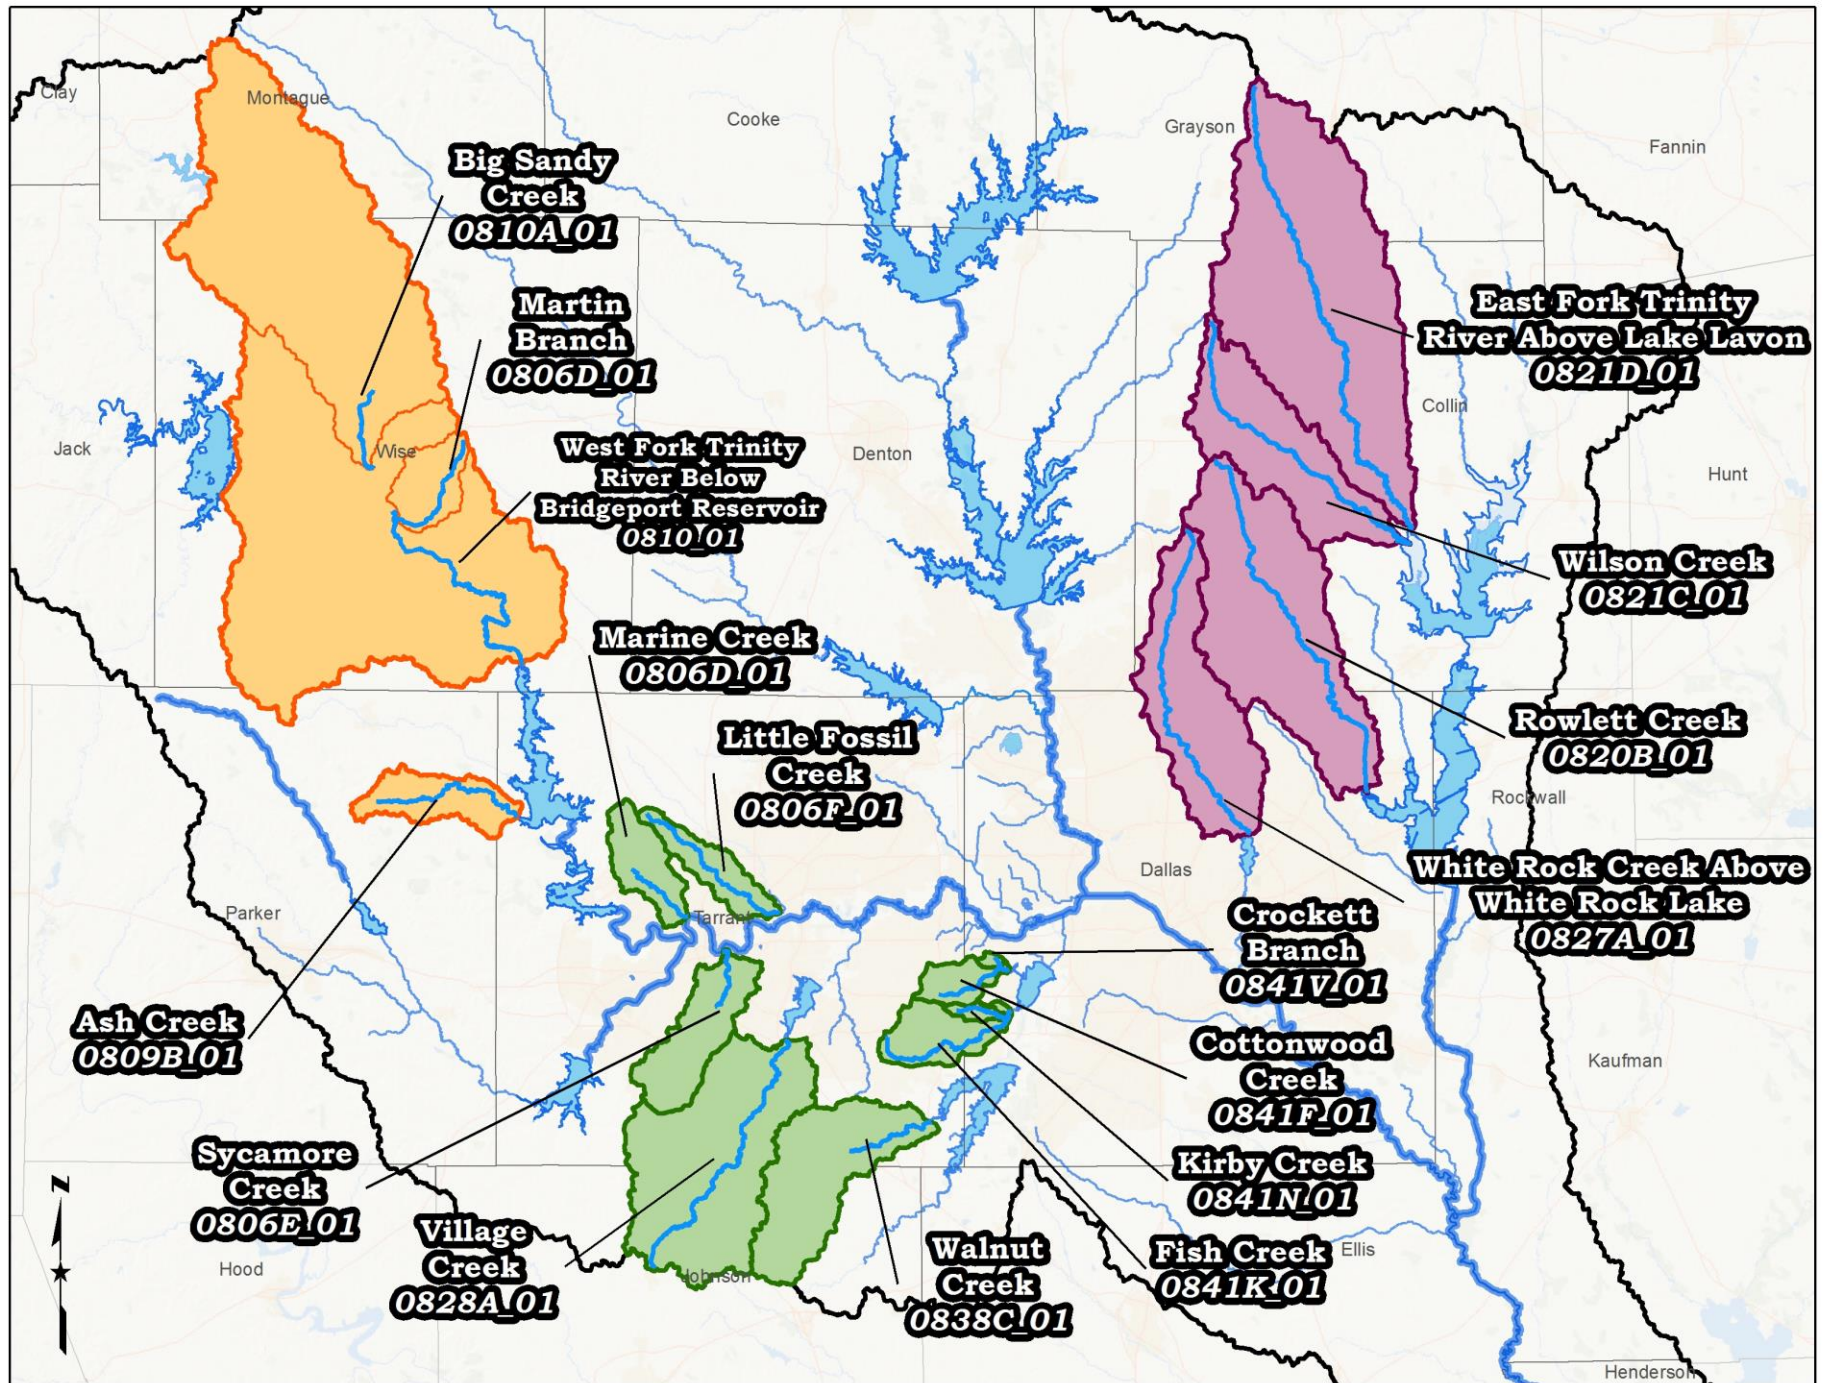 Clay
Montague
Cooke
Grayson
Fannin
Big Sandy
Creek
0810A_01
Martin
Branch
0806D_01
East Fork Trinity
River Above Lake Lavon
0821D_01
Collin
Jack
Wise
West Fork Trinity
River Below
Bridgeport Reservoir
0810_01
Denton
Hunt
Wilson Creek
0821C_01
Marine Creek
0806D_01
Rowlett Creek
0820B_01
Little Fossil
Creek
0806F_01
Rockwall
Dallas
White Rock Creek Above
White Rock Lake
0827A_01
Parker
Tarrant
Crockett
Branch
0841V_01
Ash Creek
0809B_01
Cottonwood
Creek
0841F_01
Kaufman
Sycamore
Creek
0806E_01
Kirby Creek
0841N_01
Village
Creek
0828A_01
Walnut
Creek
0838C_01
Fish Creek
0841K_01
Ellis
Hood
Johnson
Henderson
N